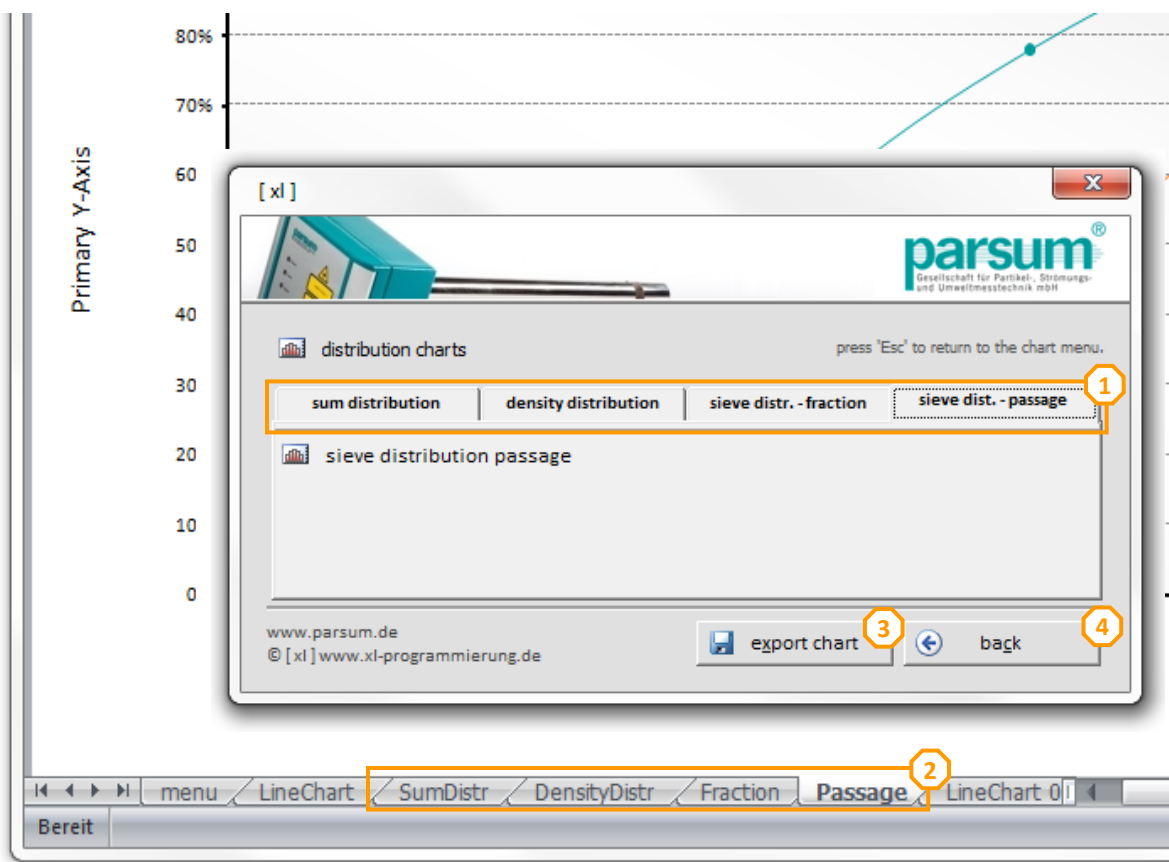 80%
70%
60
50
40
30
20
10
0
Primary Y-Axis
[ xl ]
parsum®
Gesellschaft für Partikel-, Strömungs-
und Umweltmesstechnik mbH
distribution charts
press 'Esc' to return to the chart menu.
1
sum distribution
density distribution
sieve distr. - fraction
sieve dist. - passage
sieve distribution passage
www.parsum.de
© [ xl ] www.xl-programmierung.de
export chart
3
back
4
2
menu
LineChart
SumDistr
DensityDistr
Fraction
Passage
LineChart 0
Bereit